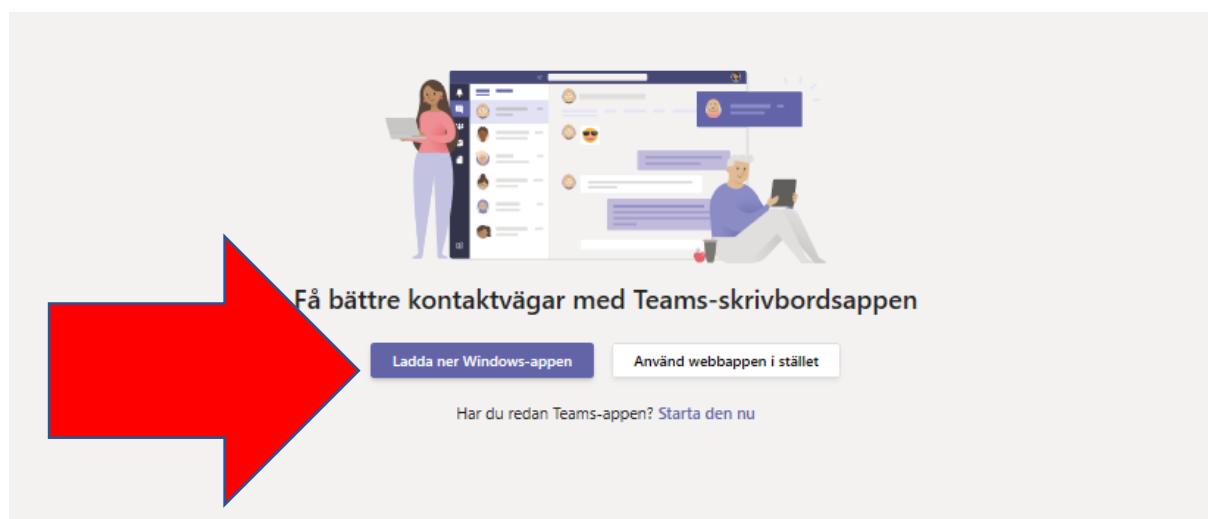 Få bättre kontaktvägar med Teams-skrivbordsappen
Ladda ner Windows-appen
Använd webbappen i stället
Har du redan Teams-appen? Starta den nu